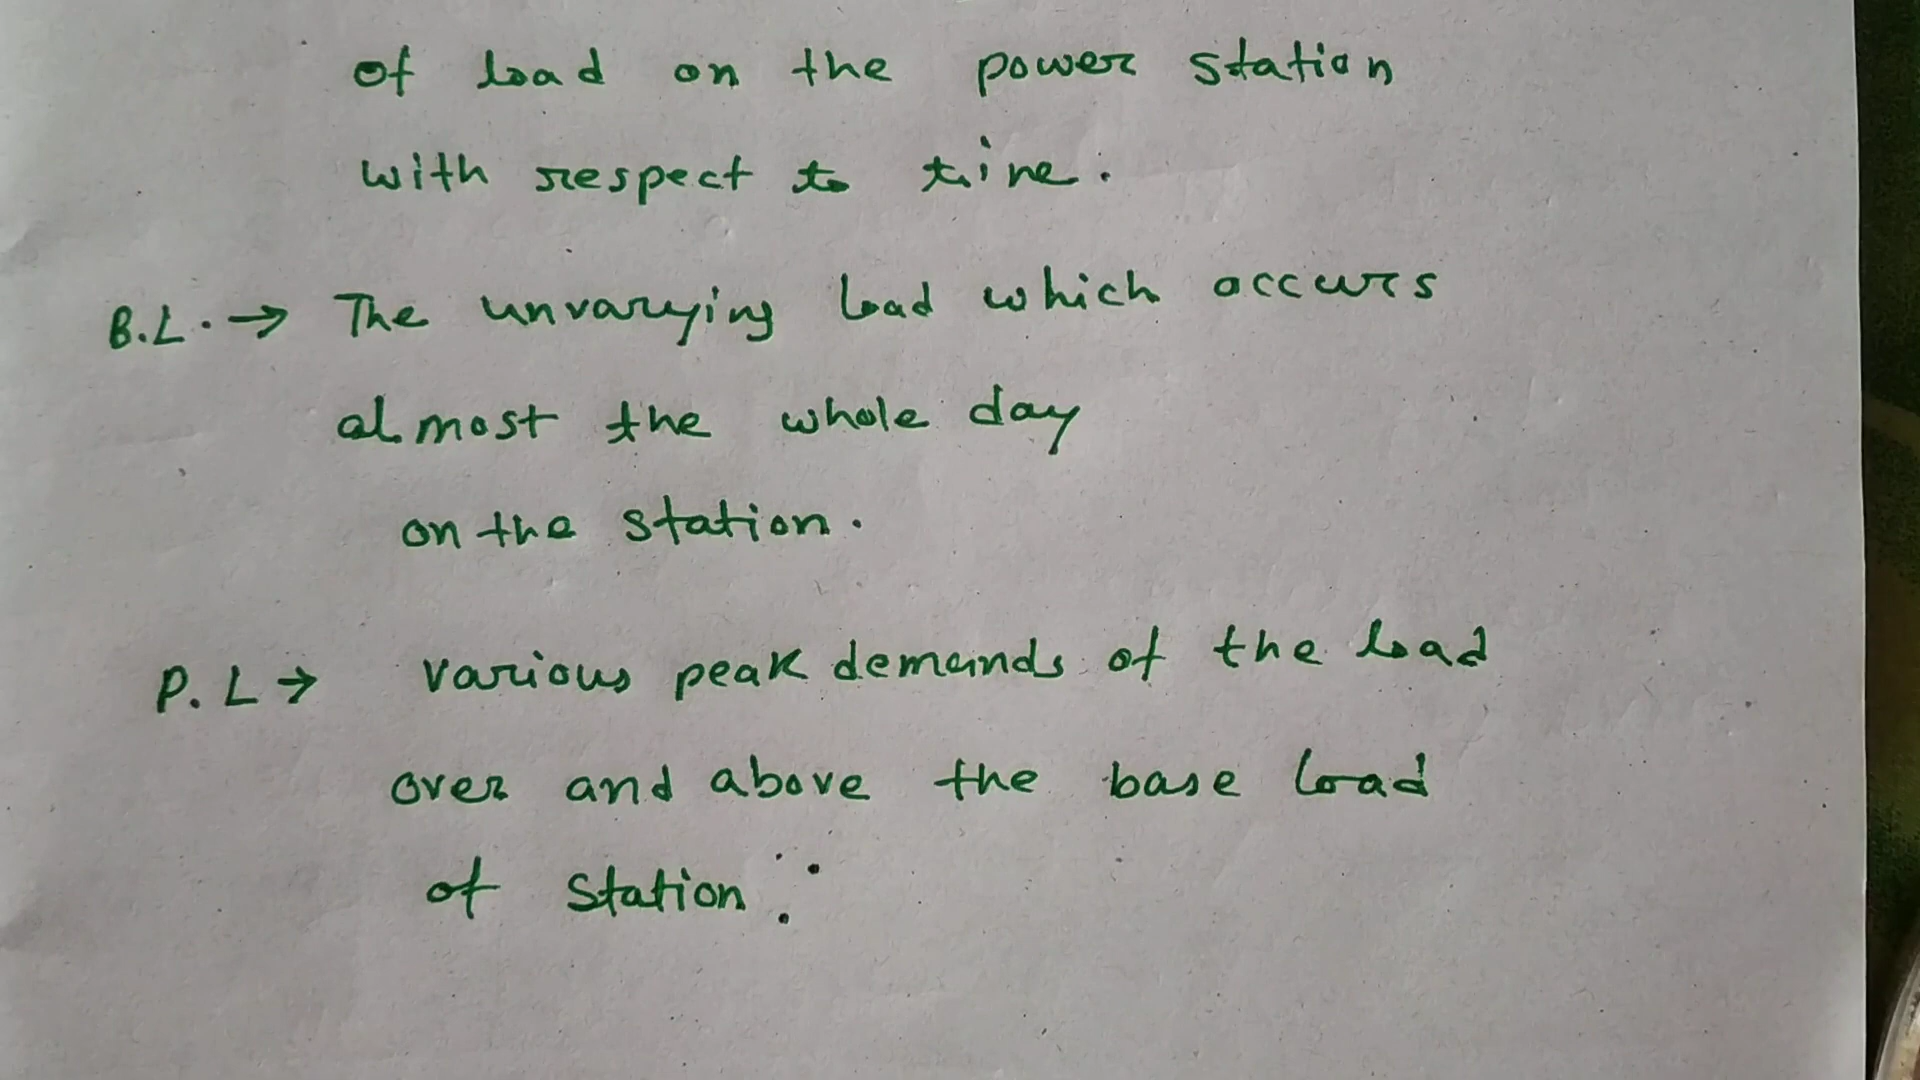 of load on the power station
with respect to time.
B.L. → The unvarying load which occurs
almost the whole day
on the station.
P. L → various peak demands of the load
over and above the base load
of station.